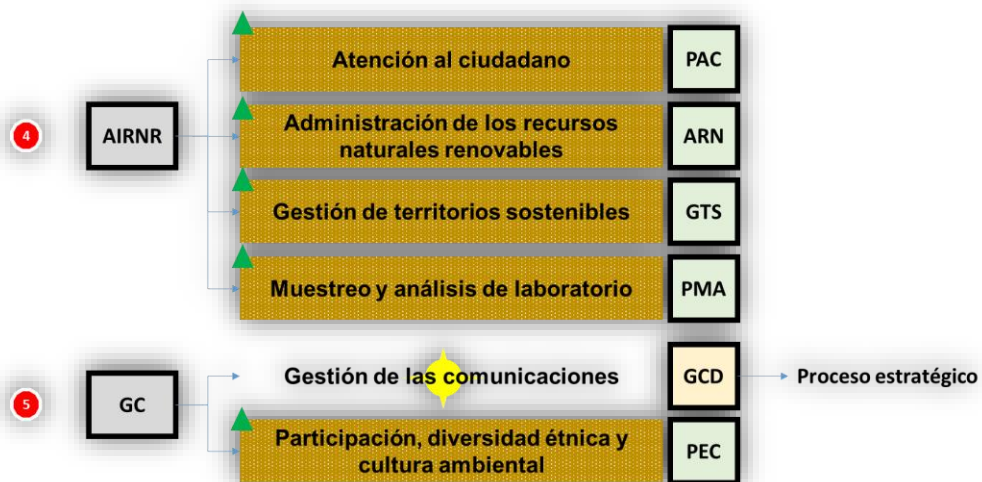 Atención al ciudadano
PAC
4
AIRNR
Administración de los recursos
naturales renovables
ARN
Gestión de territorios sostenibles
GTS
Muestreo y análisis de laboratorio
PMA
5
GC
Gestión de las comunicaciones
GCD
Proceso estratégico
Participación, diversidad étnica y
cultura ambiental
PEC